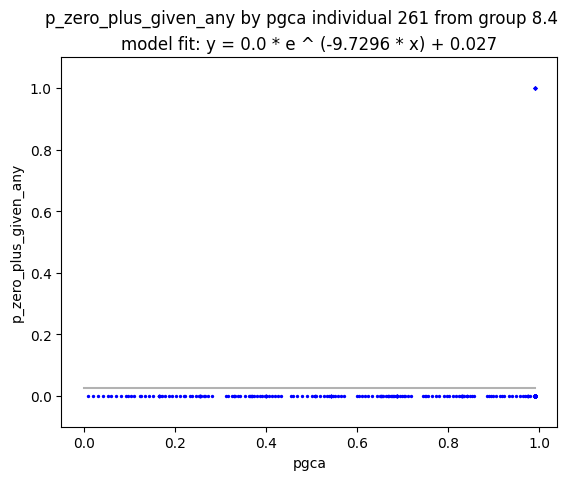 p_zero_plus_given_any by pgca individual 261 from group 8.4
model fit: y = 0.0 * e ^ (-9.7296 * x) + 0.027
1.0
0.8
0.6
0.4
0.2
0.0
p_zero_plus_given_any
0.0 0.2 0.4 0.6 0.8 1.0
pgca